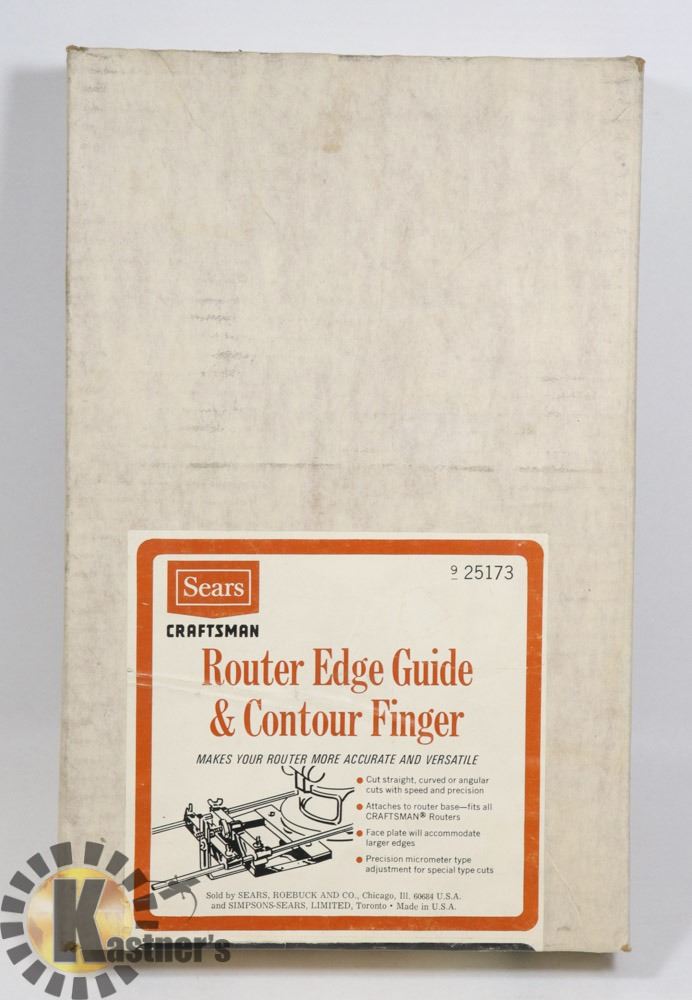 Sears
9 25173
CRAFTSMAN
Router Edge Guide
& Contour Finger
MAKES YOUR ROUTER MORE ACCURATE AND VERSATILE
● Cut straight, curved or angular
cuts with speed and precision
● Attaches to router base—fits all
CRAFTSMAN® Routers
● Face plate will accommodate
larger edges
● Precision micrometer type
adjustment for special type cuts
Sold by SEARS, ROEBUCK AND CO., Chicago, Ill. 60684 U.S.A.
and SIMPSONS-SEARS, LIMITED, Toronto • Made in U.S.A.
Kastner's